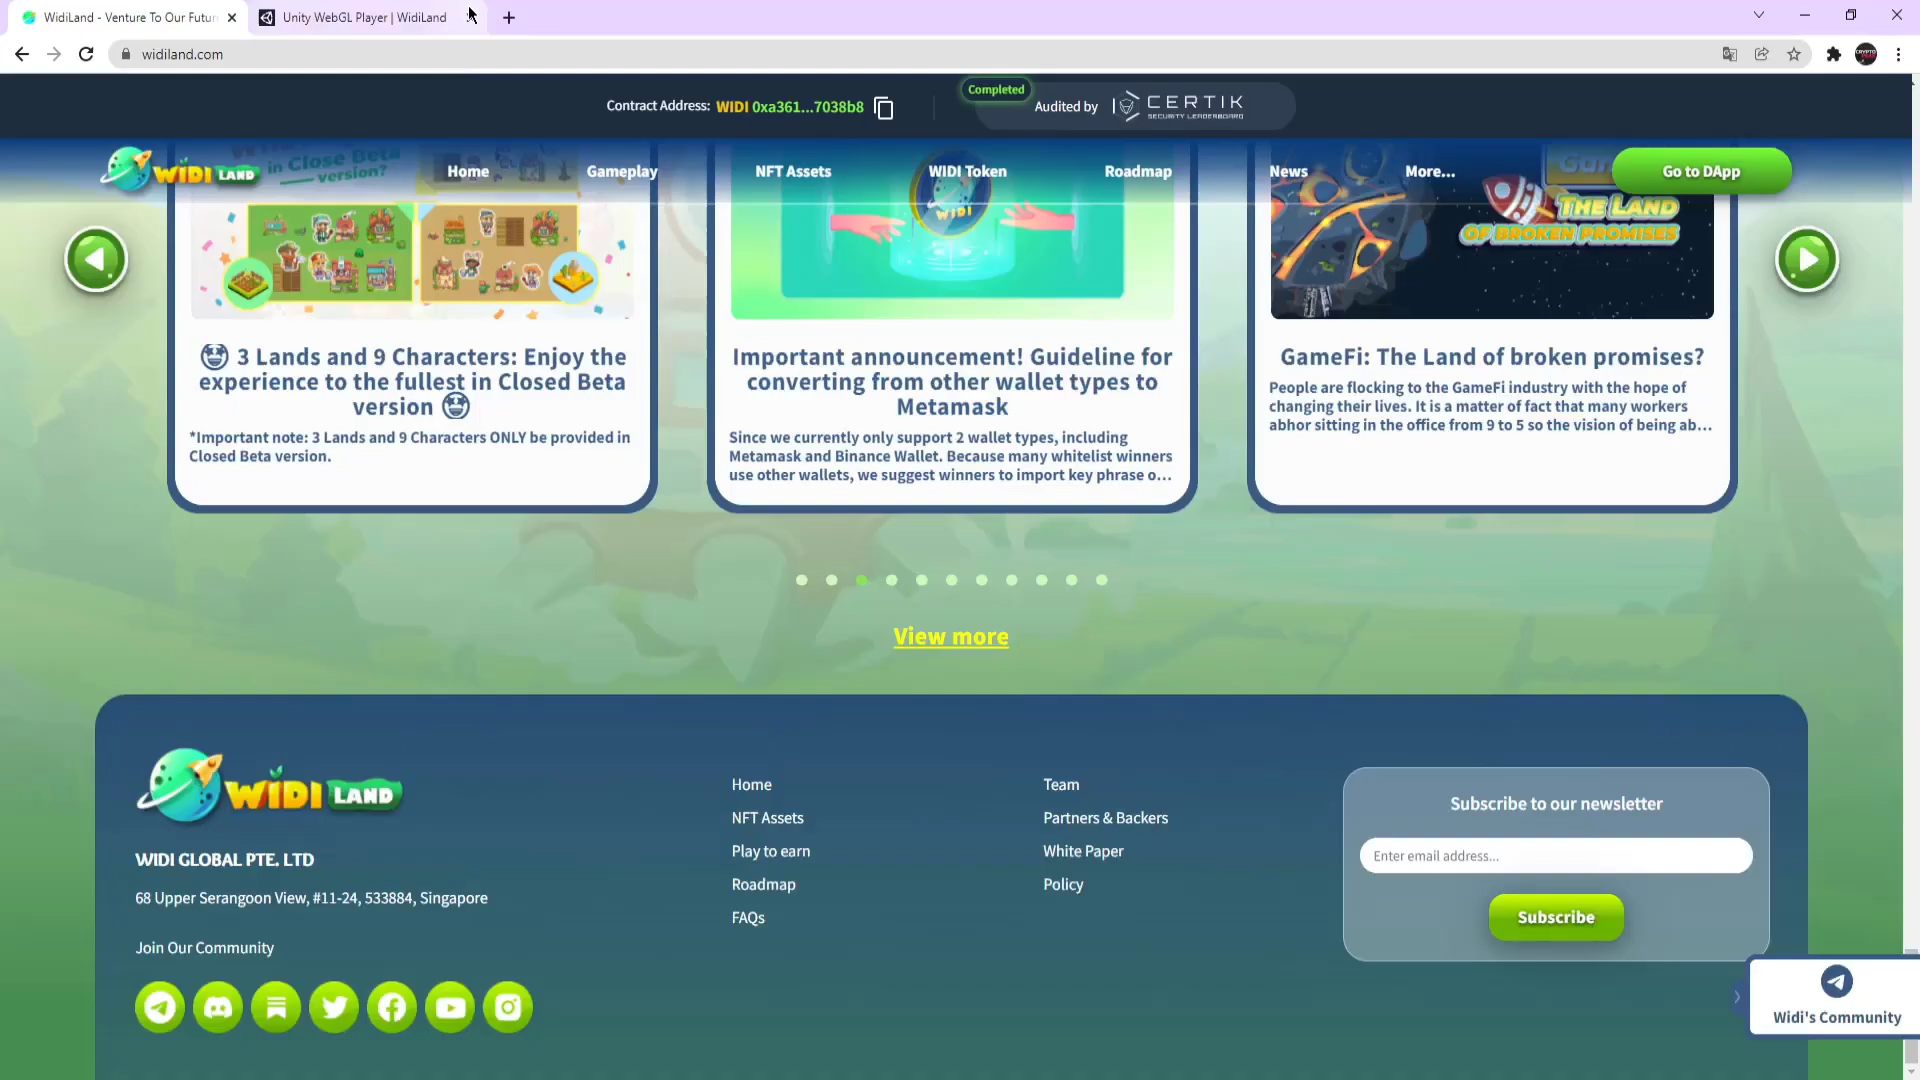 WidiLand - Venture To Our Futur
Unity WebGL Player | WidiLand
widiland.com
Contract Address: WIDI 0xa361...7038b8
Completed
Audited by
CERTIK
SECURITY LEADERBOARD
WIDI LAND
Home
Gameplay
NFT Assets
WIDI Token
Roadmap
News
More...
Go to DApp
in Close Beta
version?
WIDI
THE LAND
OF BROKEN PROMISES
🤩 3 Lands and 9 Characters: Enjoy the
experience to the fullest in Closed Beta
version 🤩
*Important note: 3 Lands and 9 Characters ONLY be provided in
Closed Beta version.
Important announcement! Guideline for
converting from other wallet types to
Metamask
Since we currently only support 2 wallet types, including
Metamask and Binance Wallet. Because many whitelist winners
use other wallets, we suggest winners to import key phrase o...
GameFi: The Land of broken promises?
People are flocking to the GameFi industry with the hope of
changing their lives. It is a matter of fact that many workers
abhor sitting in the office from 9 to 5 so the vision of being ab...
View more
WIDI LAND
WIDI GLOBAL PTE. LTD
68 Upper Serangoon View, #11-24, 533884, Singapore
Join Our Community
Home
NFT Assets
Play to earn
Roadmap
FAQs
Team
Partners & Backers
White Paper
Policy
Subscribe to our newsletter
Enter email address...
Subscribe
Widi's Community